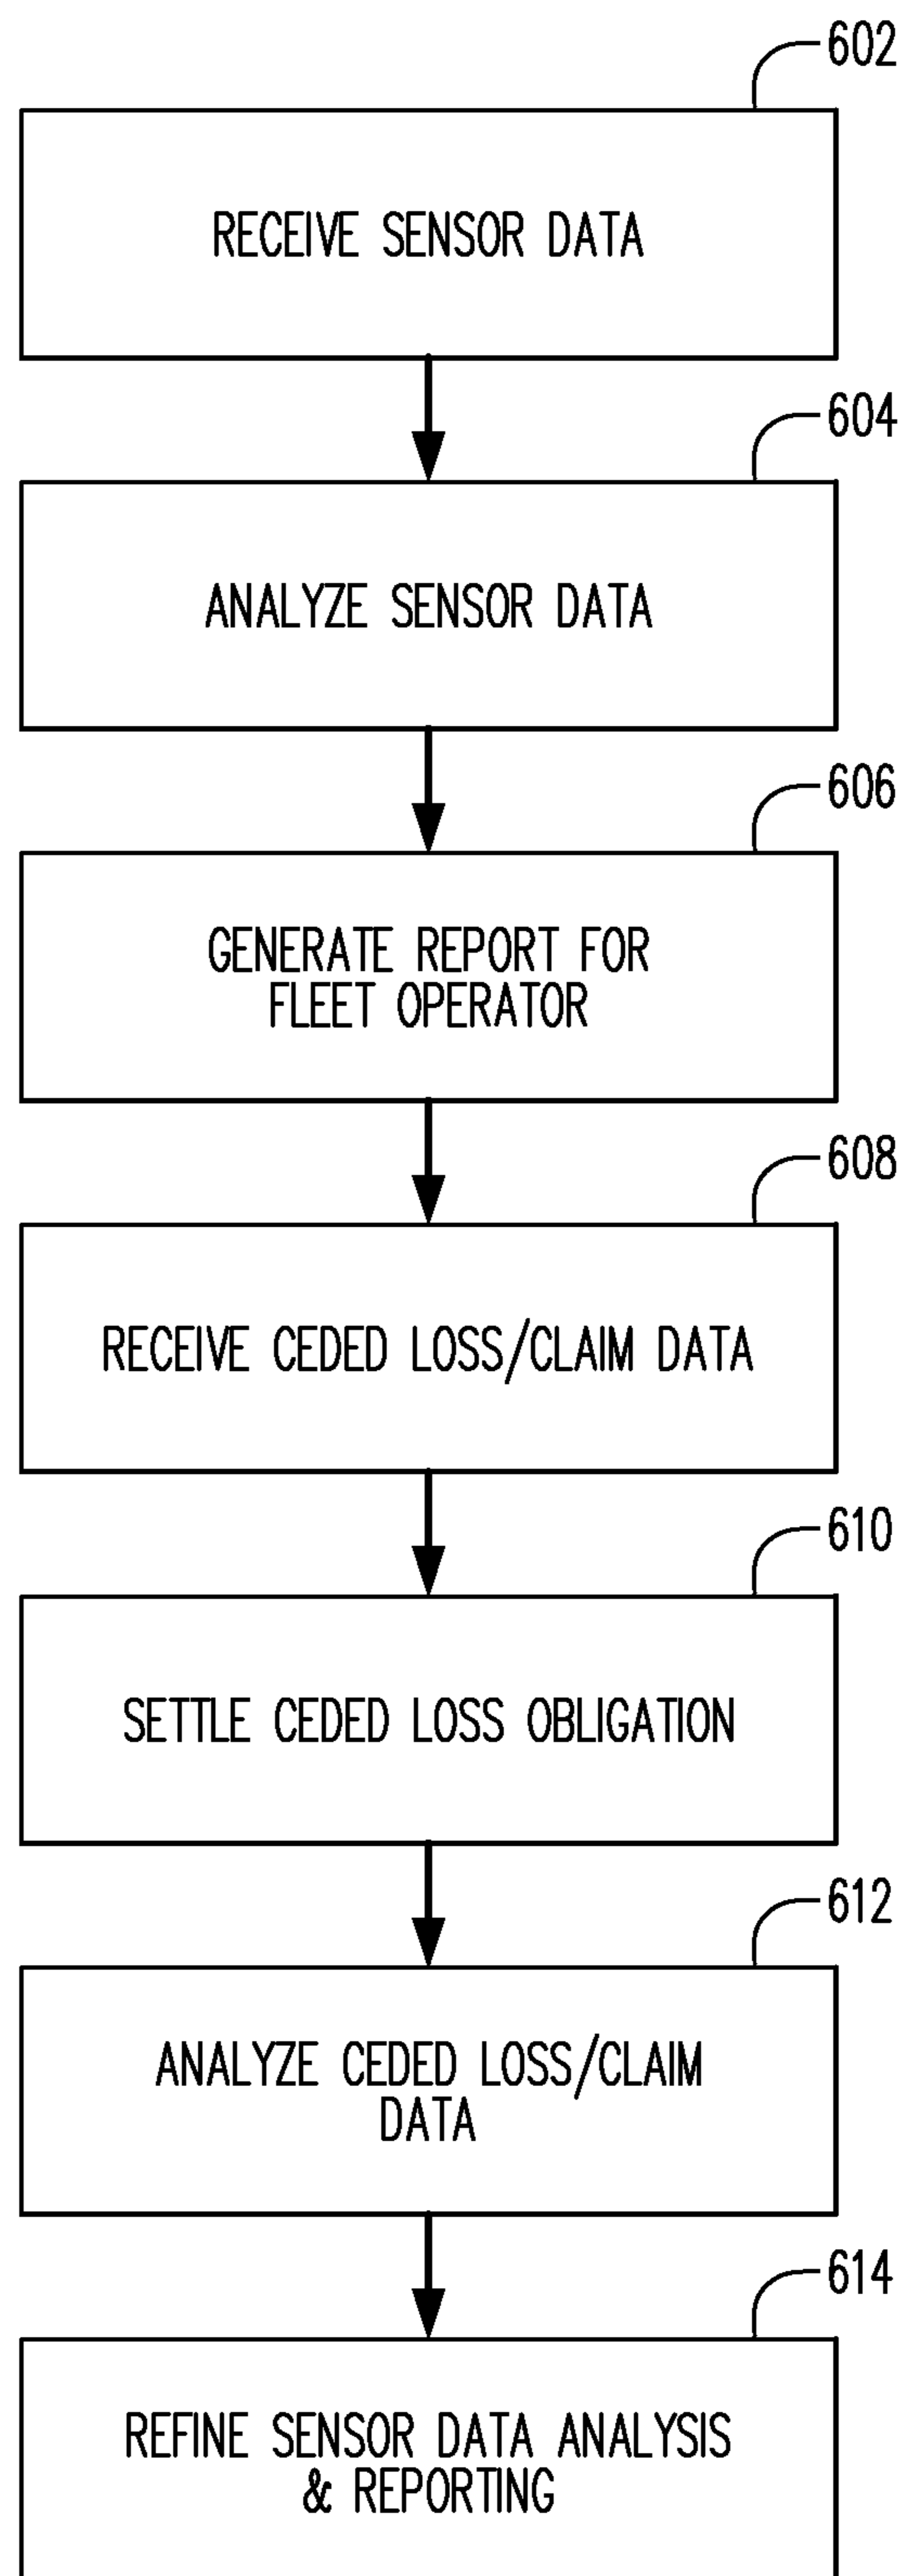 602
RECEIVE SENSOR DATA
604
ANALYZE SENSOR DATA
606
GENERATE REPORT FOR
FLEET OPERATOR
608
RECEIVE CEDED LOSS/CLAIM DATA
610
SETTLE CEDED LOSS OBLIGATION
612
ANALYZE CEDED LOSS/CLAIM
DATA
614
REFINE SENSOR DATA ANALYSIS
& REPORTING